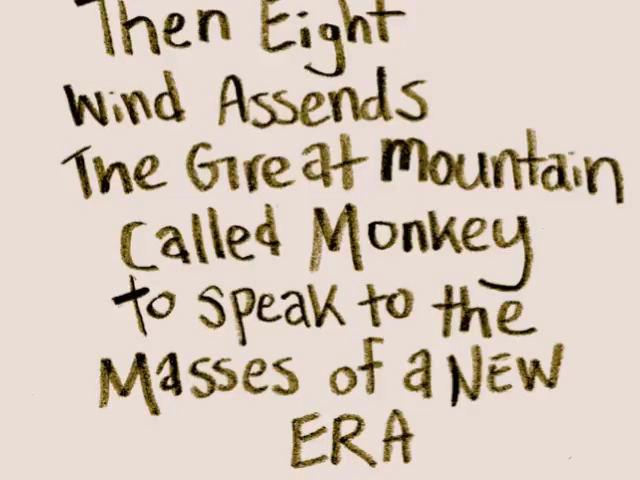 Then Eight
Wind Assends
The Great Mountain
Called Monkey
to speak to the
Masses of a NEW
ERA